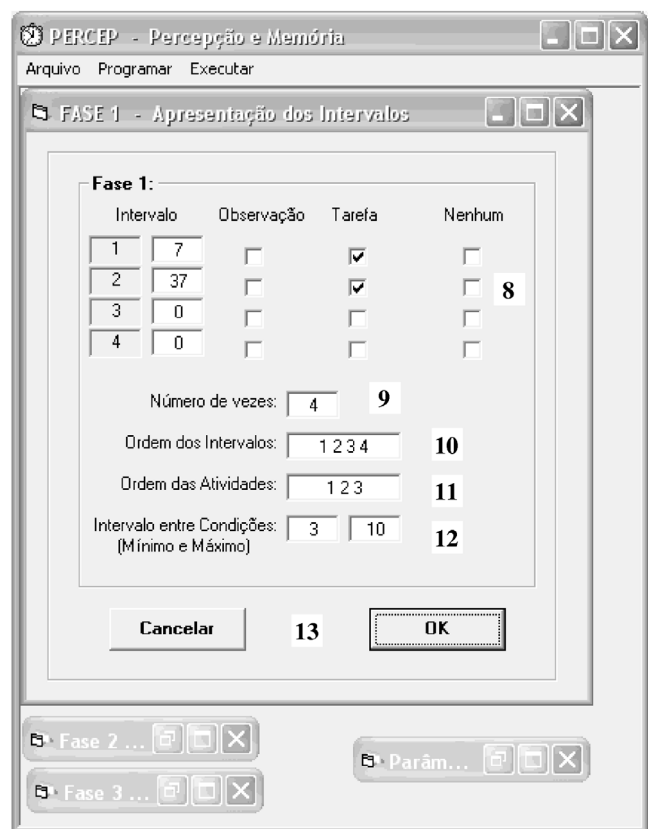 PERCEP - Percepção e Memória
Arquivo Programar Executar
FASE 1 - Apresentação dos Intervalos
Fase 1:
Intervalo Observação Tarefa Nenhum
1 7
2 37 8
3 0
4 0
Número de vezes: 4 9
Ordem dos Intervalos: 1 2 3 4 10
Ordem das Atividades: 1 2 3 11
Intervalo entre Condições: 3 10 12
(Mínimo e Máximo)
Cancelar 13 OK
Fase 2 ...
Parâm...
Fase 3 ...